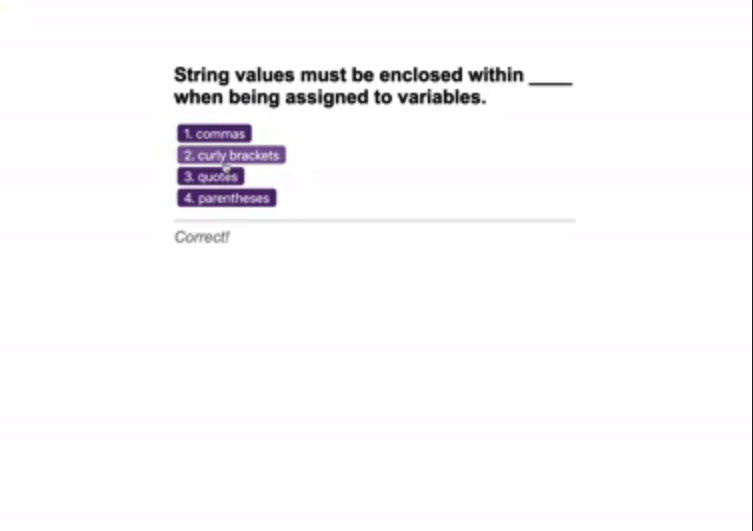 String values must be enclosed within ____
when being assigned to variables.
1. commas
2. curly brackets
3. quotes
4. parentheses
Correct!